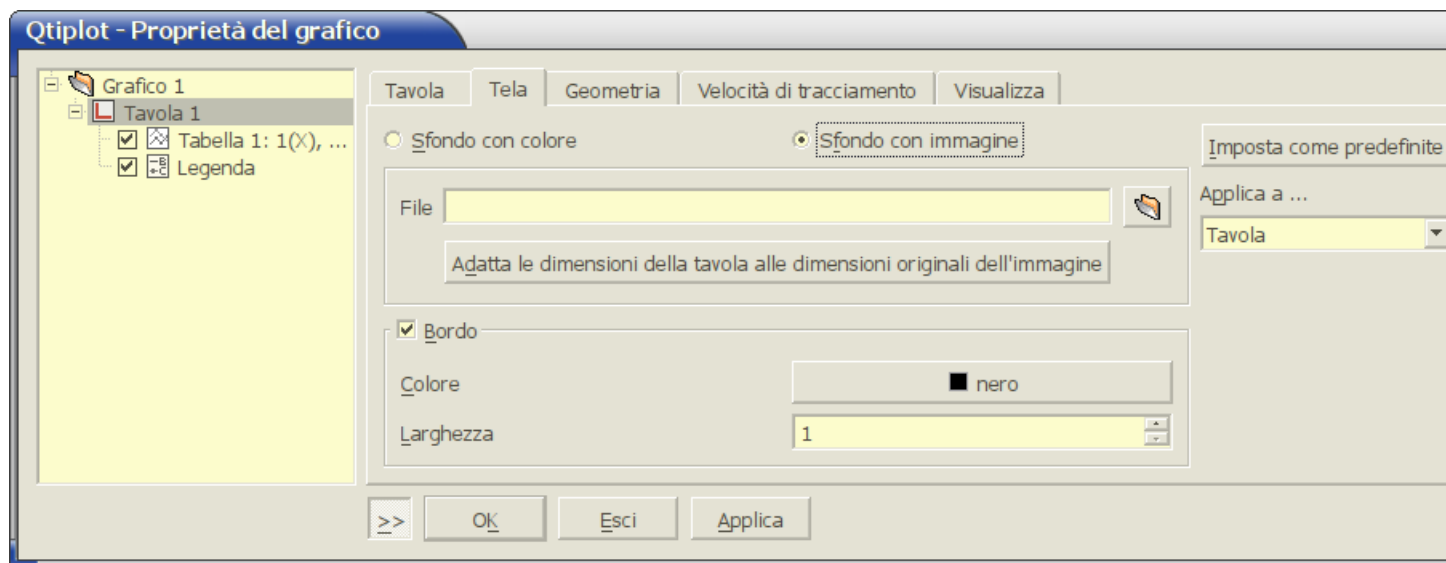 Qtiplot - Proprietà del grafico
Grafico 1
Tavola 1
Tabella 1: 1(X), ...
Legenda
Tavola Tela Geometria Velocità di tracciamento Visualizza
Sfondo con colore Sfondo con immagine
File
Adatta le dimensioni della tavola alle dimensioni originali dell'immagine
Bordo
Colore nero
Larghezza 1
Imposta come predefinite
Applica a ...
Tavola
>> OK Esci Applica